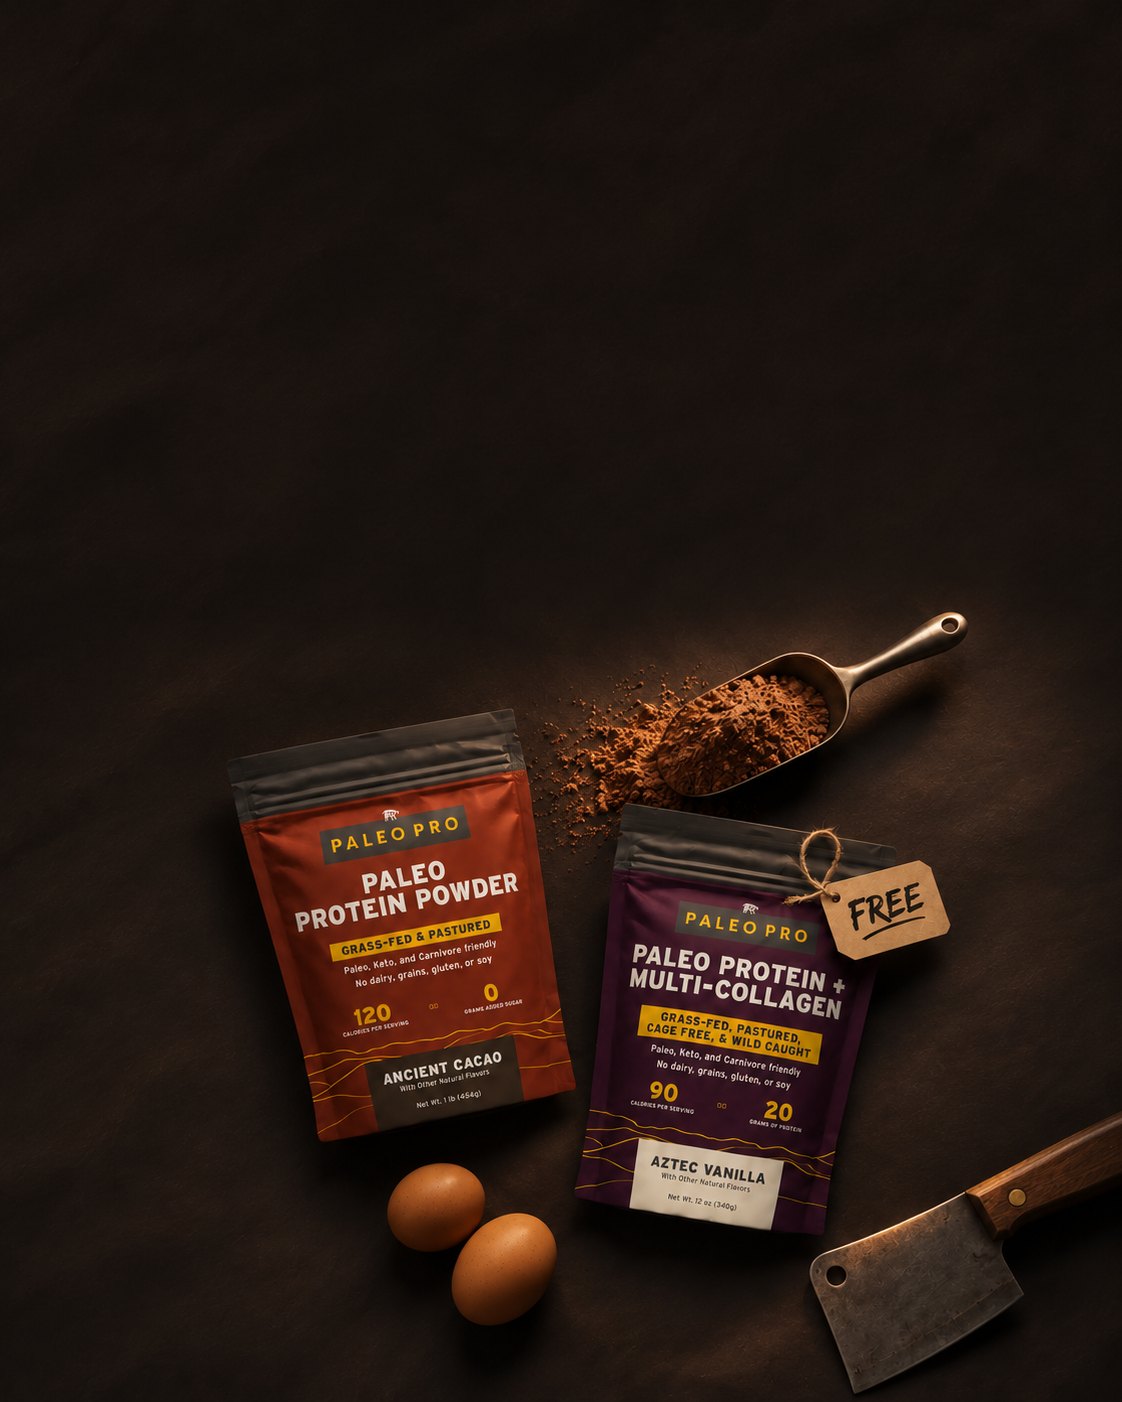 PALEO PRO
PALEO
PROTEIN POWDER
GRASS-FED & PASTURED
Paleo, Keto, and Carnivore friendly
No dairy, grains, gluten, or soy
120
CALORIES PER SERVING
0
GRAMS ADDED SUGAR
ANCIENT CACAO
With Other Natural Flavors
Net Wt. 1 lb (454g)
FREE
PALEO PRO
PALEO PROTEIN +
MULTI-COLLAGEN
GRASS-FED, PASTURED,
CAGE FREE, & WILD CAUGHT
Paleo, Keto, and Carnivore friendly
No dairy, grains, gluten, or soy
90
CALORIES PER SERVING
20
GRAMS OF PROTEIN
AZTEC VANILLA
With Other Natural Flavors
Net Wt. 12 oz (340g)